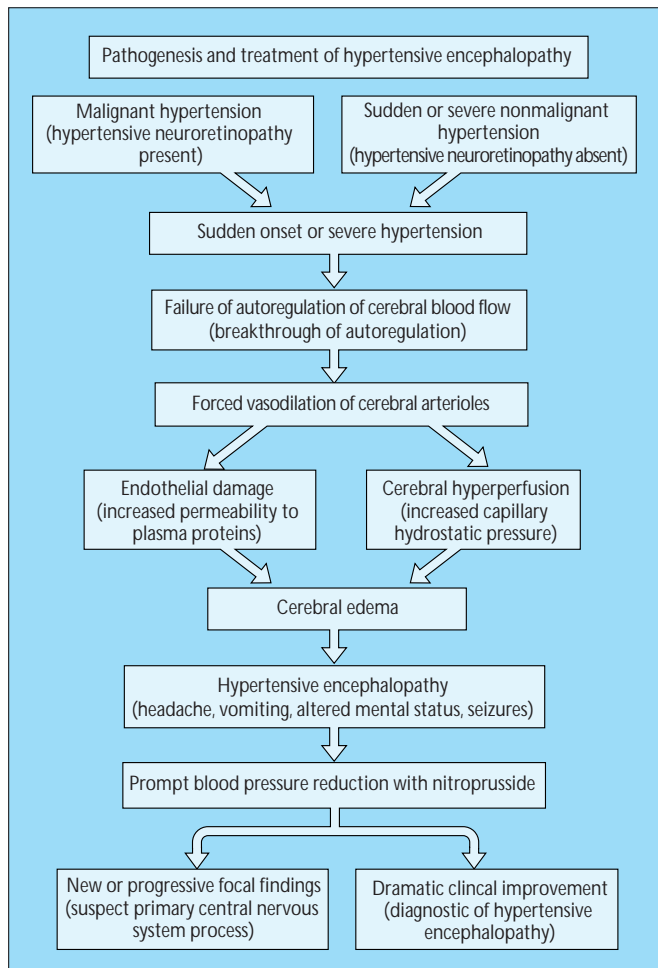 Pathogenesis and treatment of hypertensive encephalopathy
Malignant hypertension
(hypertensive neuroretinopathy
present)
Sudden or severe nonmalignant
hypertension
(hypertensive neuroretinopathy absent)
Sudden onset or severe hypertension
Failure of autoregulation of cerebral blood flow
(breakthrough of autoregulation)
Forced vasodilation of cerebral arterioles
Endothelial damage
(increased permeability to
plasma proteins)
Cerebral hyperperfusion
(increased capillary
hydrostatic pressure)
Cerebral edema
Hypertensive encephalopathy
(headache, vomiting, altered mental status, seizures)
Prompt blood pressure reduction with nitroprusside
New or progressive focal findings
(suspect primary central nervous
system process)
Dramatic clincal improvement
(diagnostic of hypertensive
encephalopathy)